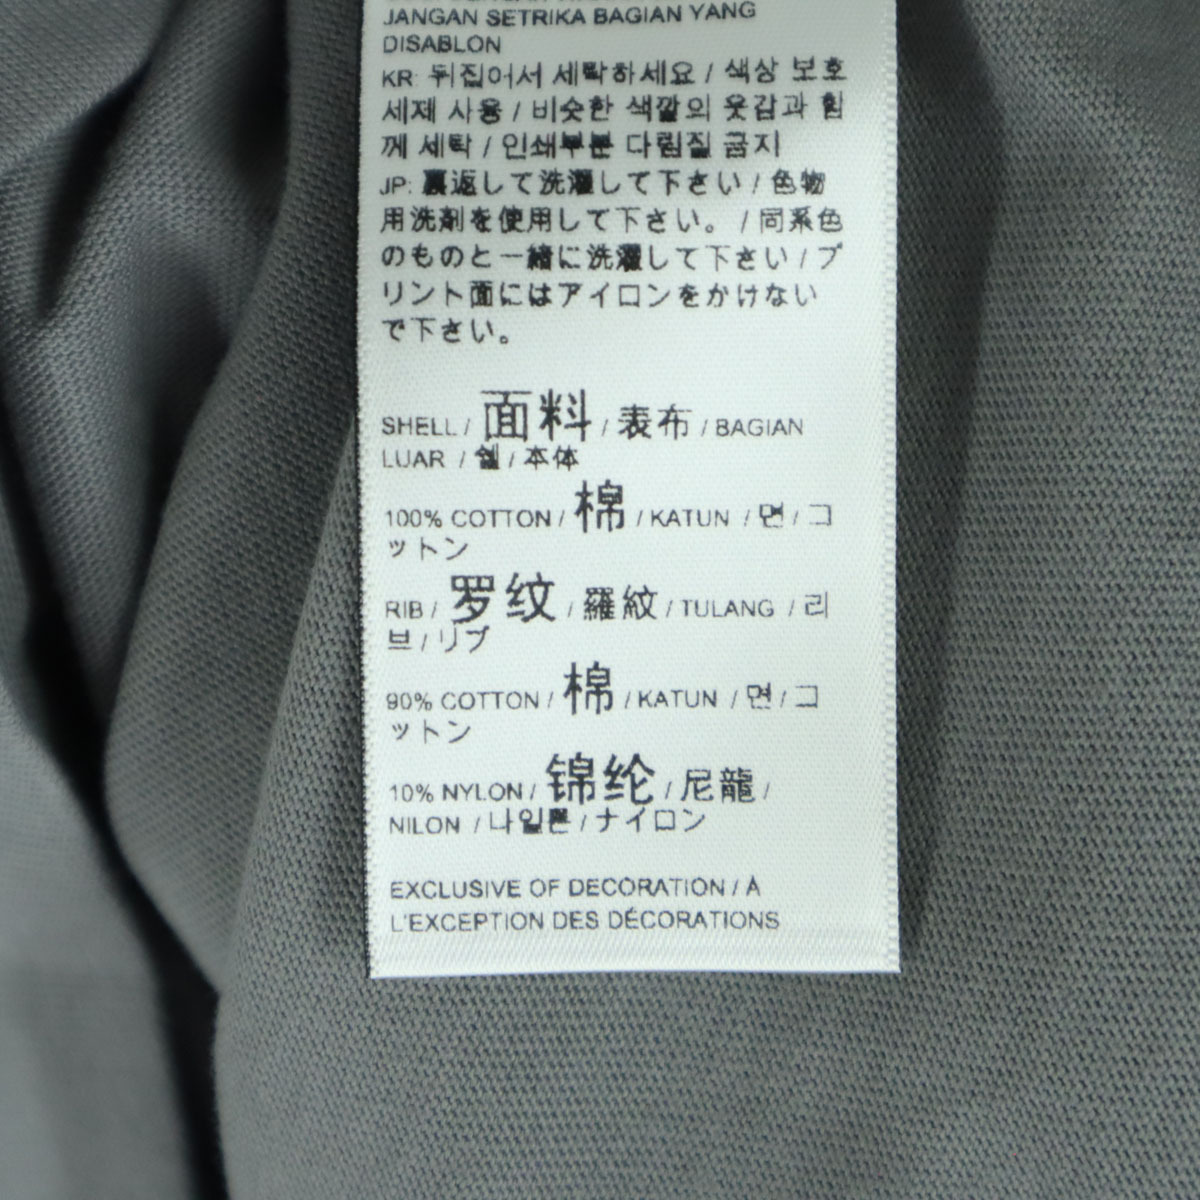 JANGAN SETRIKA BAGIAN YANG
DISABLON
KR: 뒤집어서 세탁하세요 / 색상 보호
세제 사용 / 비슷한 색깔의 옷감과 함
께 세탁 / 인쇄부분 다림질 금지
JP: 裏返して洗濯して下さい / 色物
用洗剤を使用して下さい。 / 同系色
のものと一緒に洗濯して下さい / プ
リント面にはアイロンをかけない
で下さい。
SHELL / 面料 / 表布 / BAGIAN
LUAR / 쉘 / 本体
100% COTTON / 棉 / KATUN / 면 / コ
ットン
RIB / 罗纹 / 羅紋 / TULANG / 리
브 / リブ
90% COTTON / 棉 / KATUN / 면 / コ
ットン
10% NYLON / 锦纶 / 尼龍 /
NILON / 나일론 / ナイロン
EXCLUSIVE OF DECORATION / À
L'EXCEPTION DES DÉCORATIONS